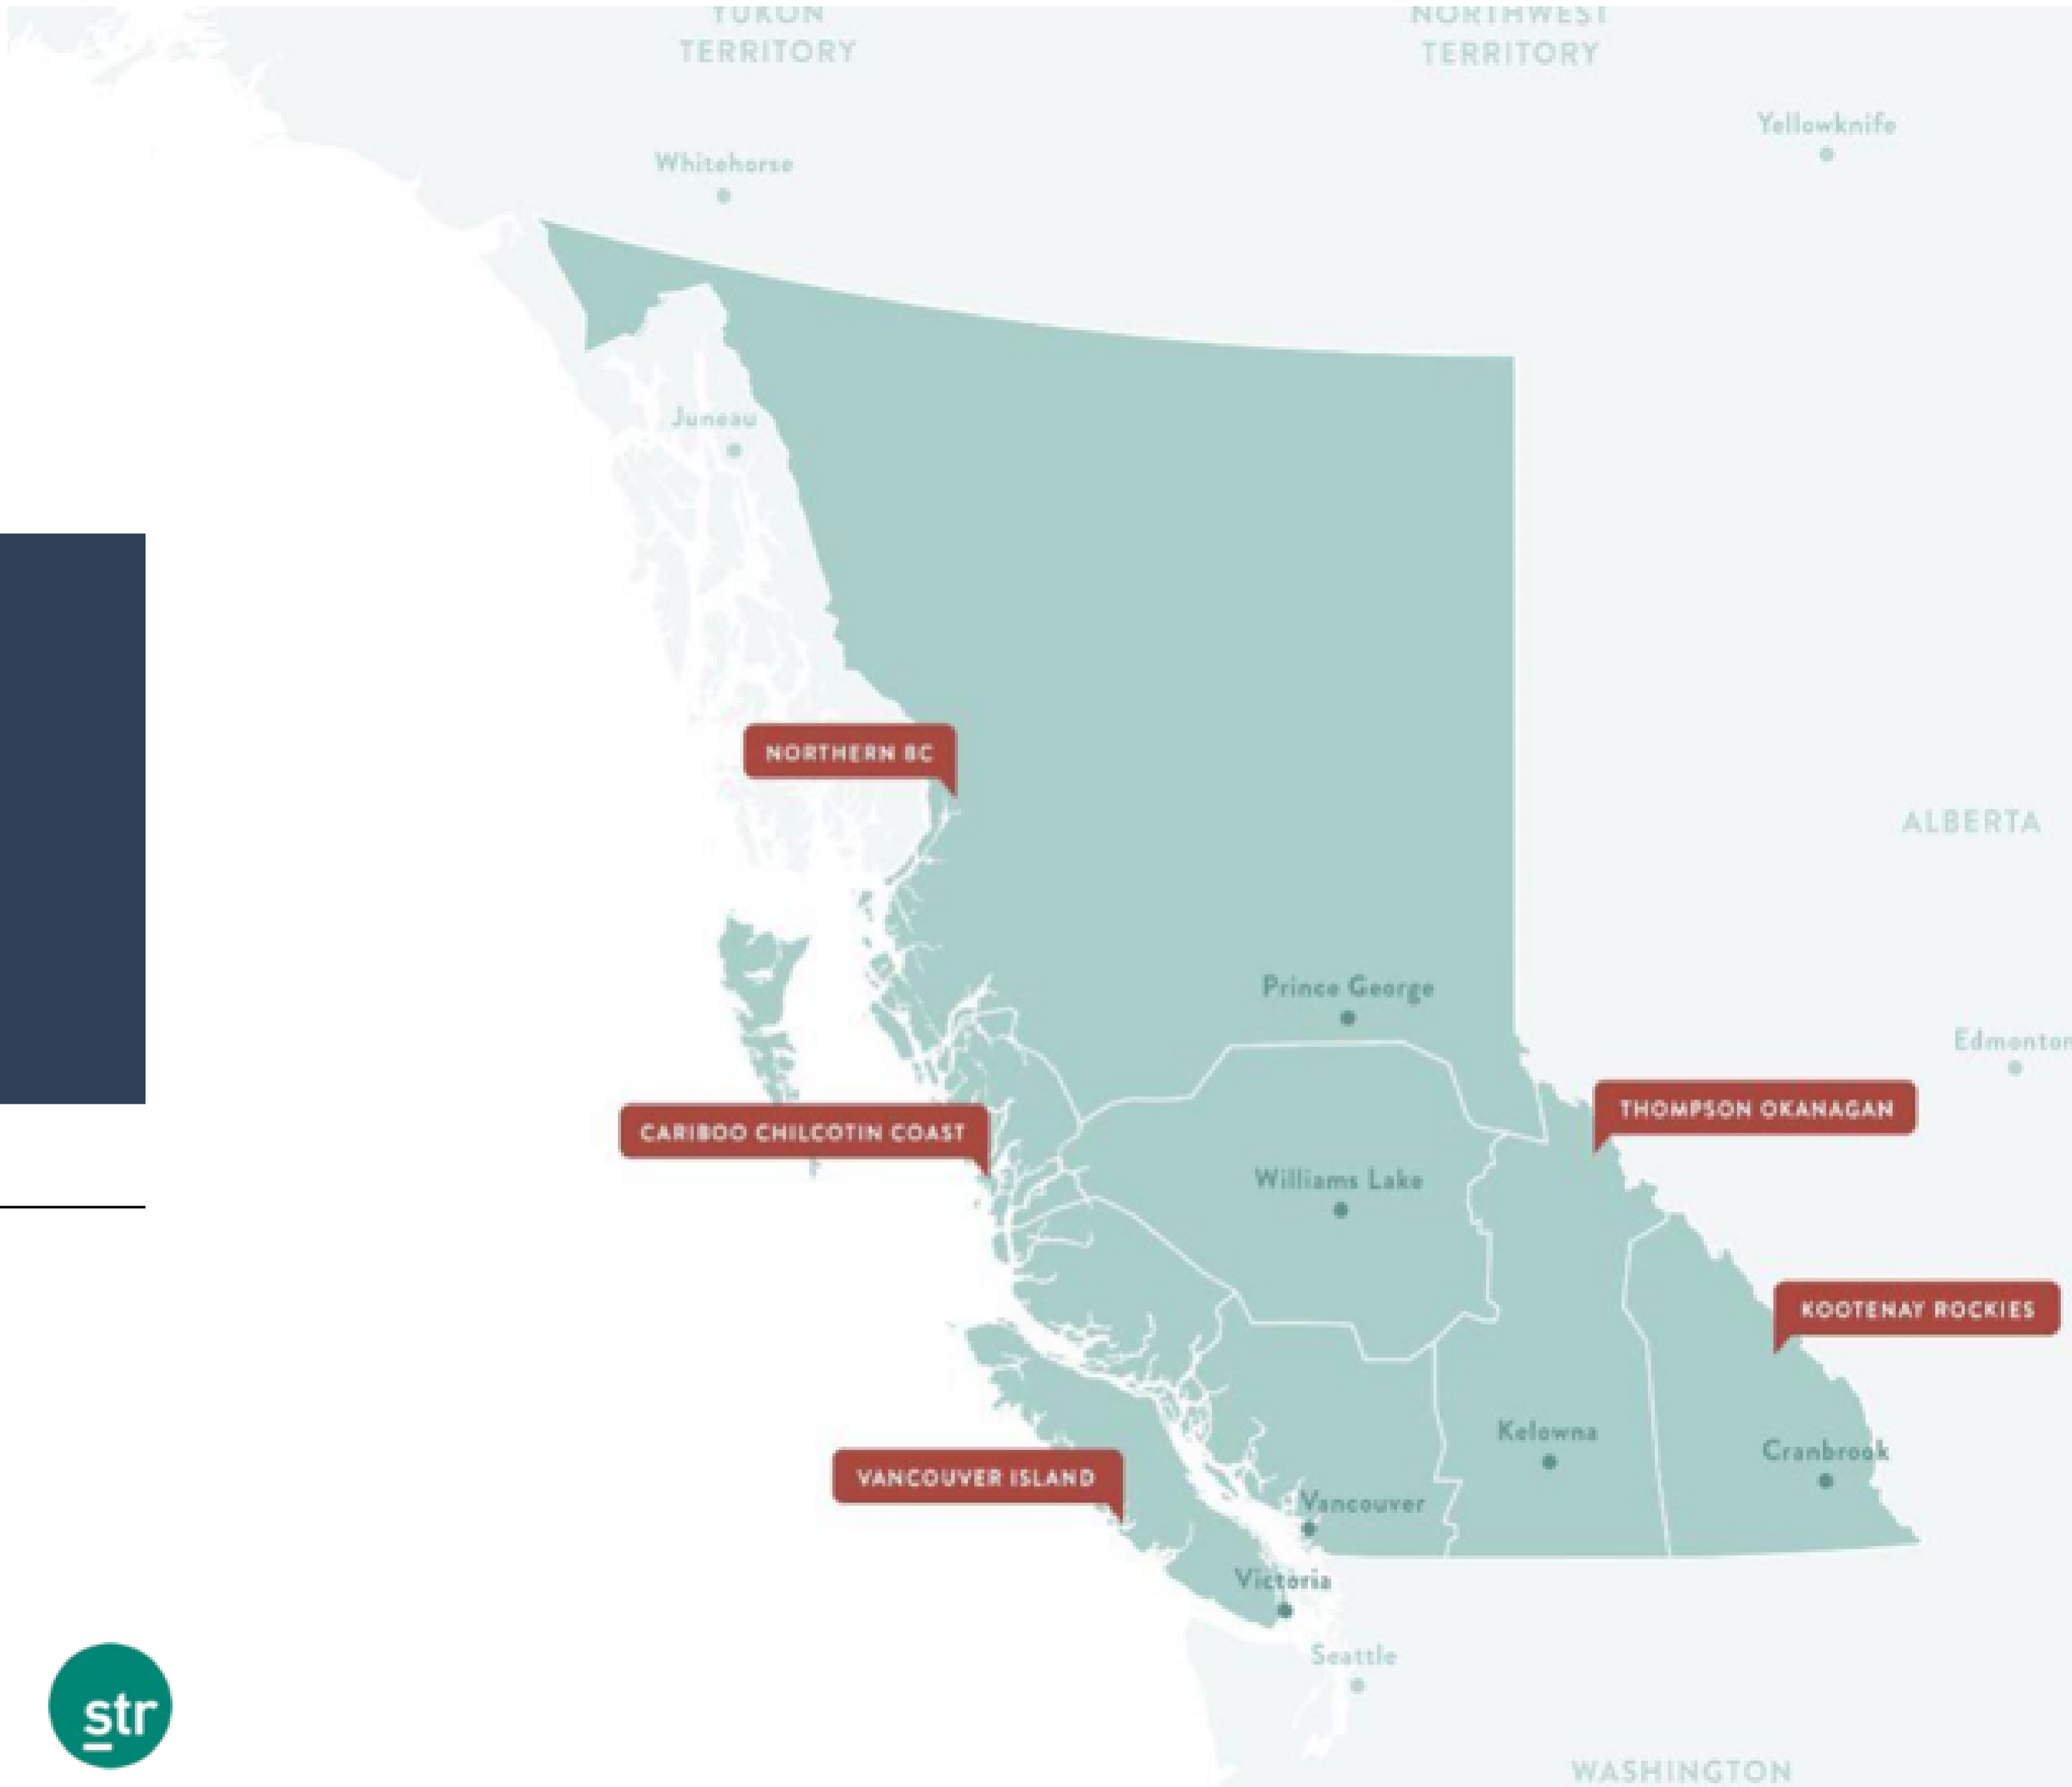 YUKON
TERRITORY
NORTHWEST
TERRITORY
Yellowknife
Whitehorse
Juneau
NORTHERN BC
ALBERTA
Prince George
Edmonton
THOMPSON OKANAGAN
CARIBOO CHILCOTIN COAST
Williams Lake
KOOTENAY ROCKIES
Kelowna
Cranbrook
VANCOUVER ISLAND
Vancouver
Victoria
Seattle
str
WASHINGTON